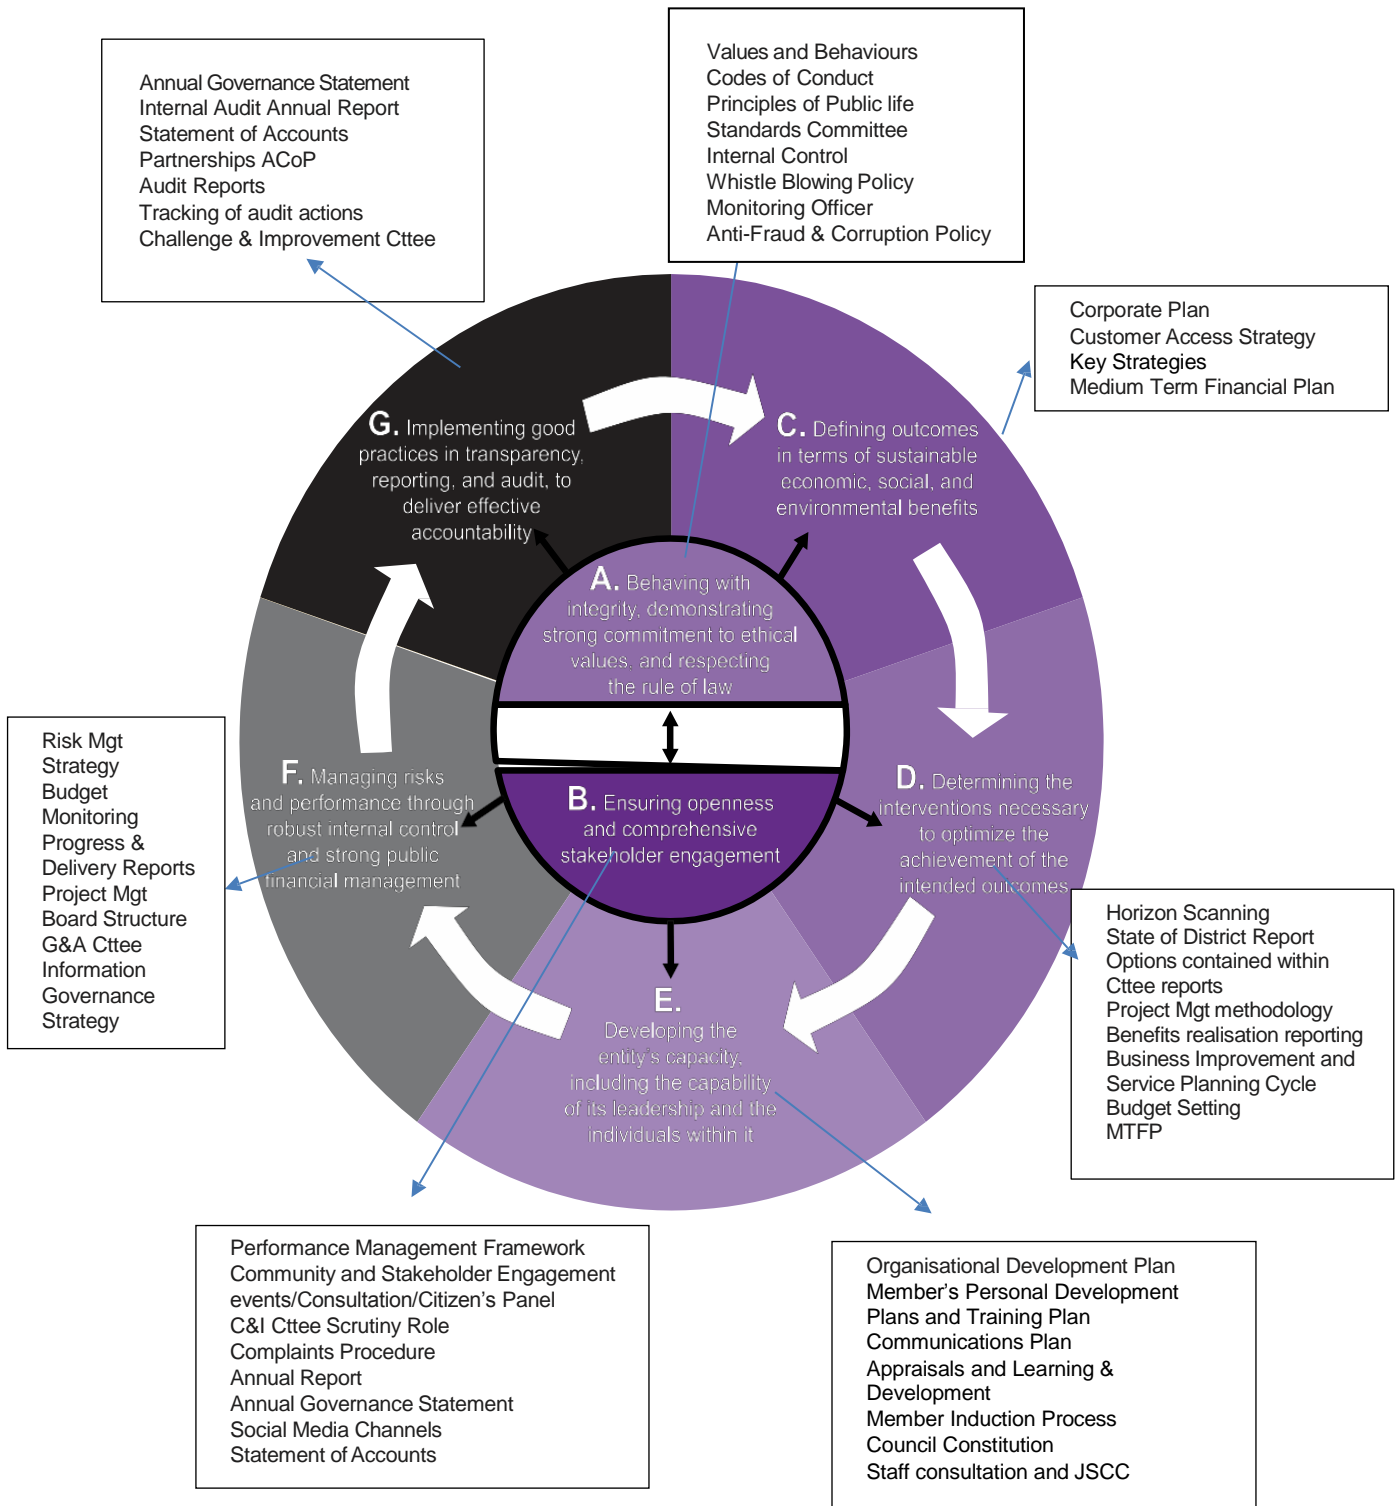 Values and Behaviours
Codes of Conduct
Principles of Public life
Standards Committee
Internal Control
Whistle Blowing Policy
Monitoring Officer
Anti-Fraud & Corruption Policy
Annual Governance Statement
Internal Audit Annual Report
Statement of Accounts
Partnerships ACoP
Audit Reports
Tracking of audit actions
Challenge & Improvement Cttee
Corporate Plan
Customer Access Strategy
Key Strategies
Medium Term Financial Plan
G. Implementing good
practices in transparency,
reporting, and audit, to
deliver effective
accountability
C. Defining outcomes
in terms of sustainable
economic, social, and
environmental benefits
A. Behaving with
integrity, demonstrating
strong commitment to ethical
values, and respecting
the rule of law
B. Ensuring openness
and comprehensive
stakeholder engagement
D. Determining the
interventions necessary
to optimize the
achievement of the
intended outcomes
F. Managing risks
and performance through
robust internal control
and strong public
financial management
E.
Developing the
entity's capacity,
including the capability
of its leadership and the
individuals within it
Risk Mgt
Strategy
Budget
Monitoring
Progress &
Delivery Reports
Project Mgt
Board Structure
G&A Cttee
Information
Governance
Strategy
Horizon Scanning
State of District Report
Options contained within
Cttee reports
Project Mgt methodology
Benefits realisation reporting
Business Improvement and
Service Planning Cycle
Budget Setting
MTFP
Performance Management Framework
Community and Stakeholder Engagement
events/Consultation/Citizen's Panel
C&I Cttee Scrutiny Role
Complaints Procedure
Annual Report
Annual Governance Statement
Social Media Channels
Statement of Accounts
Organisational Development Plan
Member's Personal Development
Plans and Training Plan
Communications Plan
Appraisals and Learning &
Development
Member Induction Process
Council Constitution
Staff consultation and JSCC